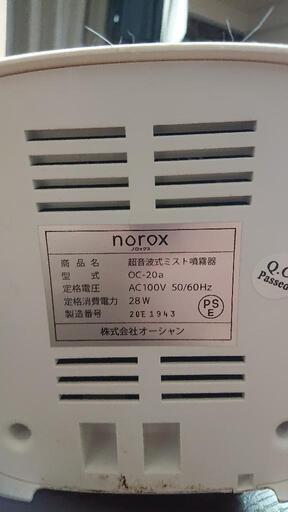 norox
ノロックス
商品名 超音波式ミスト噴霧器
型式 OC-20a
定格電圧 AC100V 50/60Hz
定格消費電力 28W
製造番号 20E1943
PS
E
株式会社オーシャン
Q.C
Passed